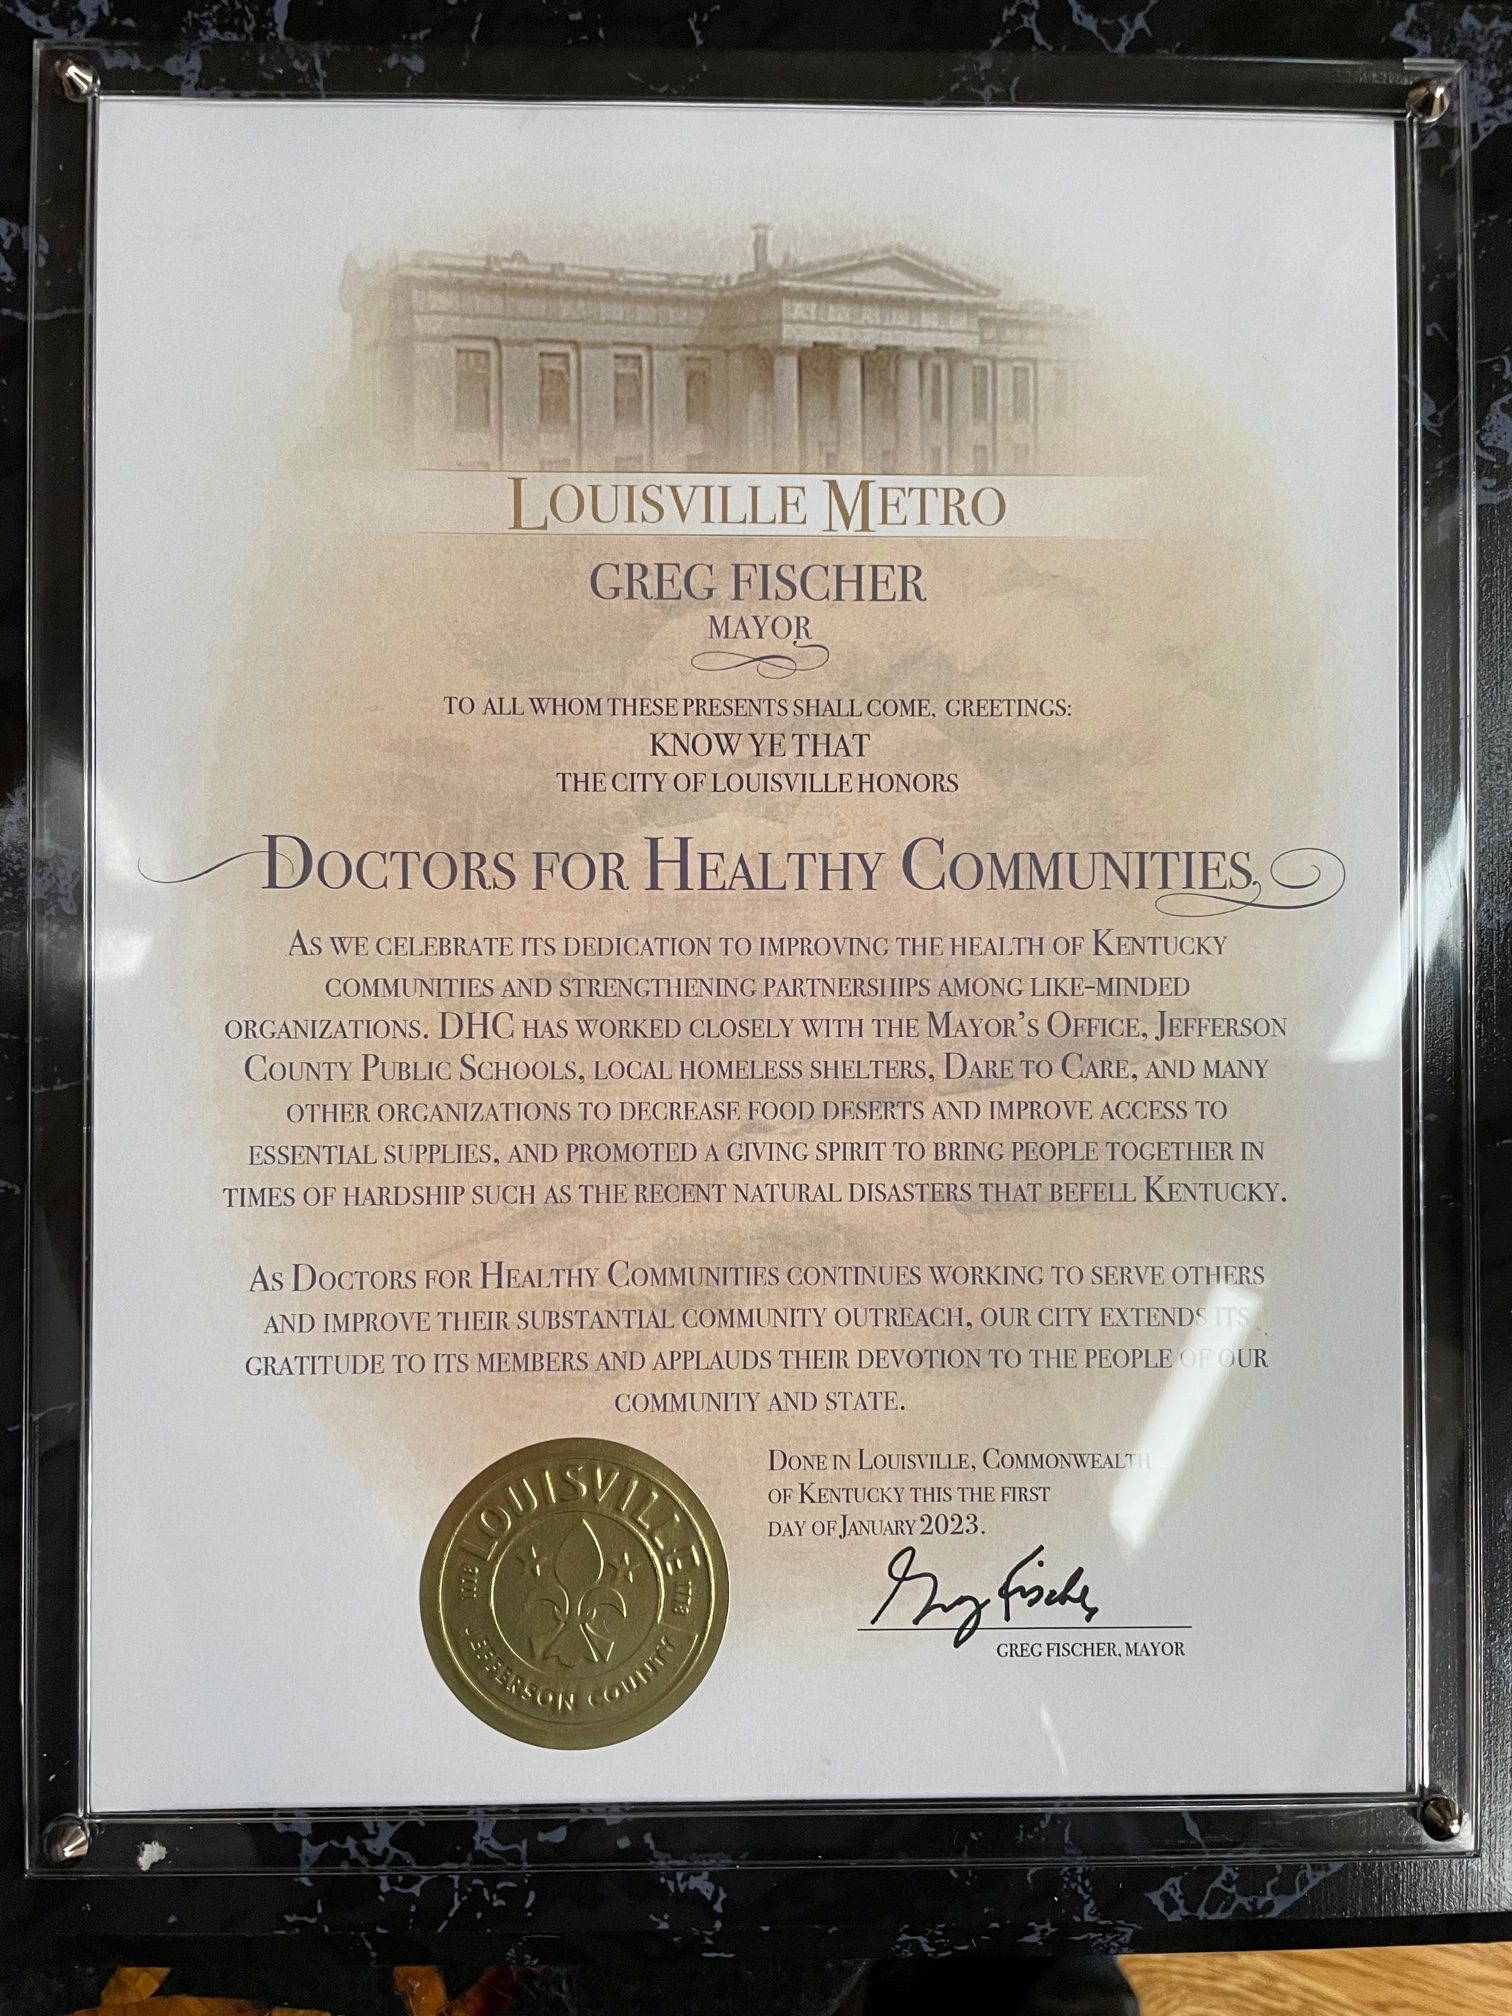 LOUISVILLE METRO
GREG FISCHER
MAYOR
TO ALL WHOM THESE PRESENTS SHALL COME, GREETINGS:
KNOW YE THAT
THE CITY OF LOUISVILLE HONORS
DOCTORS FOR HEALTHY COMMUNITIES,
AS WE CELEBRATE ITS DEDICATION TO IMPROVING THE HEALTH OF KENTUCKY
COMMUNITIES AND STRENGTHENING PARTNERSHIPS AMONG LIKE-MINDED
ORGANIZATIONS. DHC HAS WORKED CLOSELY WITH THE MAYOR'S OFFICE, JEFFERSON
COUNTY PUBLIC SCHOOLS, LOCAL HOMELESS SHELTERS, DARE TO CARE, AND MANY
OTHER ORGANIZATIONS TO DECREASE FOOD DESERTS AND IMPROVE ACCESS TO
ESSENTIAL SUPPLIES, AND PROMOTED A GIVING SPIRIT TO BRING PEOPLE TOGETHER IN
TIMES OF HARDSHIP SUCH AS THE RECENT NATURAL DISASTERS THAT BEFELL KENTUCKY.
AS DOCTORS FOR HEALTHY COMMUNITIES CONTINUES WORKING TO SERVE OTHERS
AND IMPROVE THEIR SUBSTANTIAL COMMUNITY OUTREACH, OUR CITY EXTENDS ITS
GRATITUDE TO ITS MEMBERS AND APPLAUDS THEIR DEVOTION TO THE PEOPLE OF OUR
COMMUNITY AND STATE.
DONE IN LOUISVILLE, COMMONWEALTH
OF KENTUCKY THIS THE FIRST
DAY OF JANUARY 2023.
Greg Fischer
GREG FISCHER, MAYOR
LOUISVILLE
1778 1778
JEFFERSON COUNTY